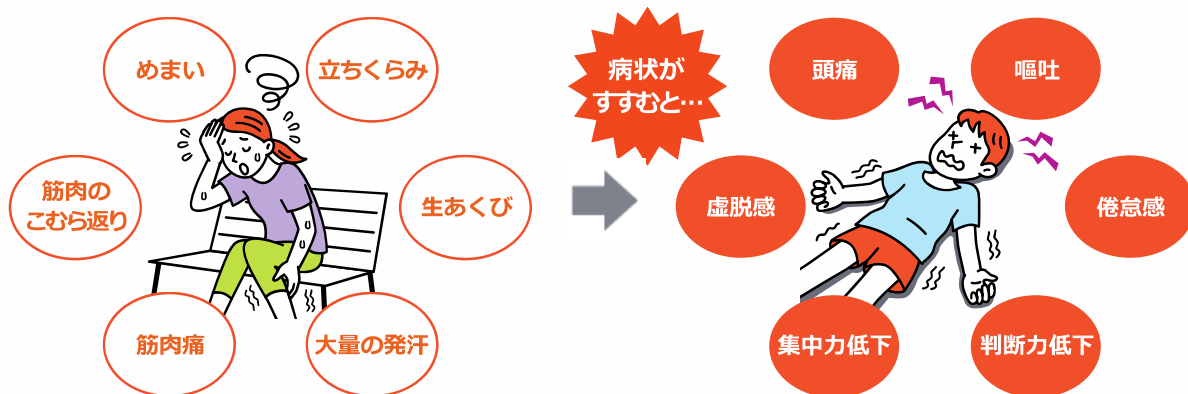 めまい
立ちくらみ
筋肉の
こむら返り
生あくび
筋肉痛
大量の発汗
病状が
すすむと…
頭痛
嘔吐
虚脱感
倦怠感
集中力低下
判断力低下